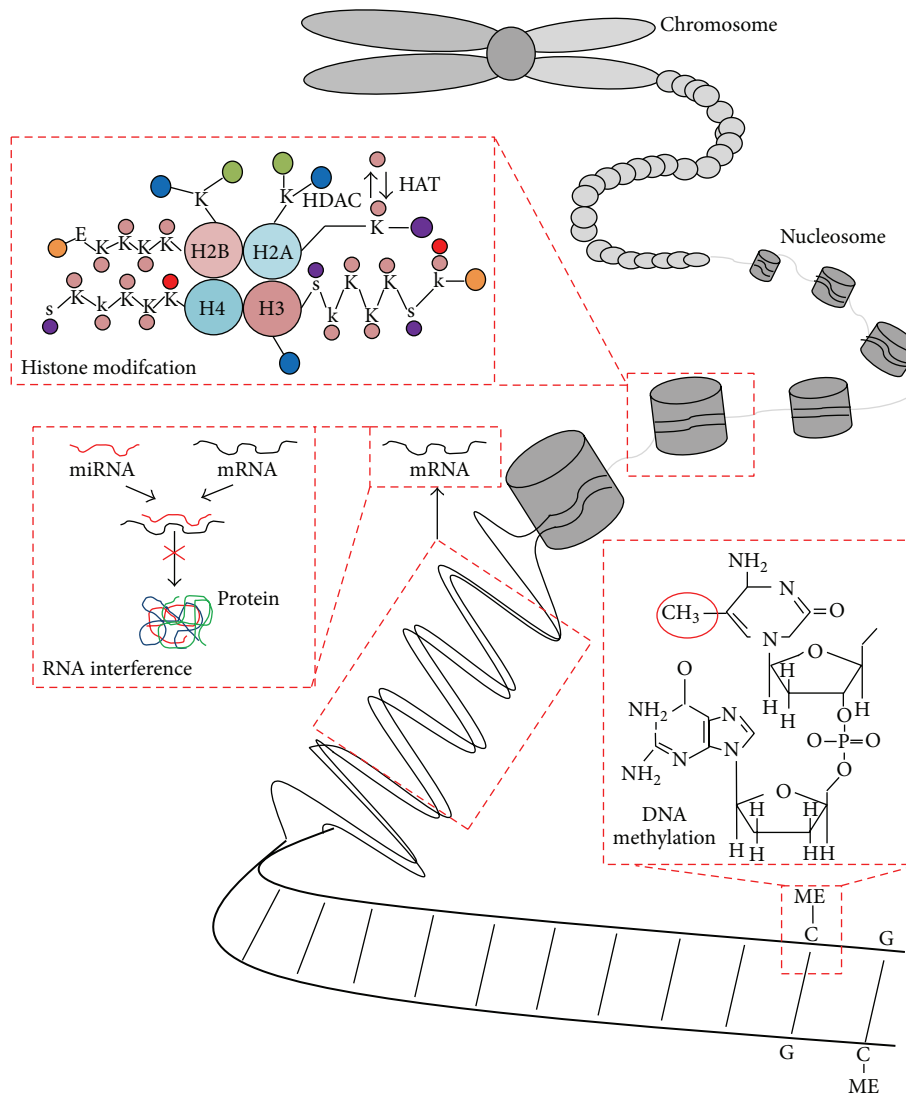 Chromosome
Nucleosome
K
K
HDAC
HAT
K
E
K
K
K
K
H2B
H2A
s
K
k
K
K
K
H4
H3
s
k
K
K
K
s
k
Histone modifcation
miRNA
mRNA
Protein
RNA interference
mRNA
NH2
N
CH3
O
N
O
O
H
H
H
H
O
NH2
N
N
N
N
NH2
O
O–P=O
O
O
H
H
H
H
H
HH
DNA
methylation
ME
C
G
G
C
ME